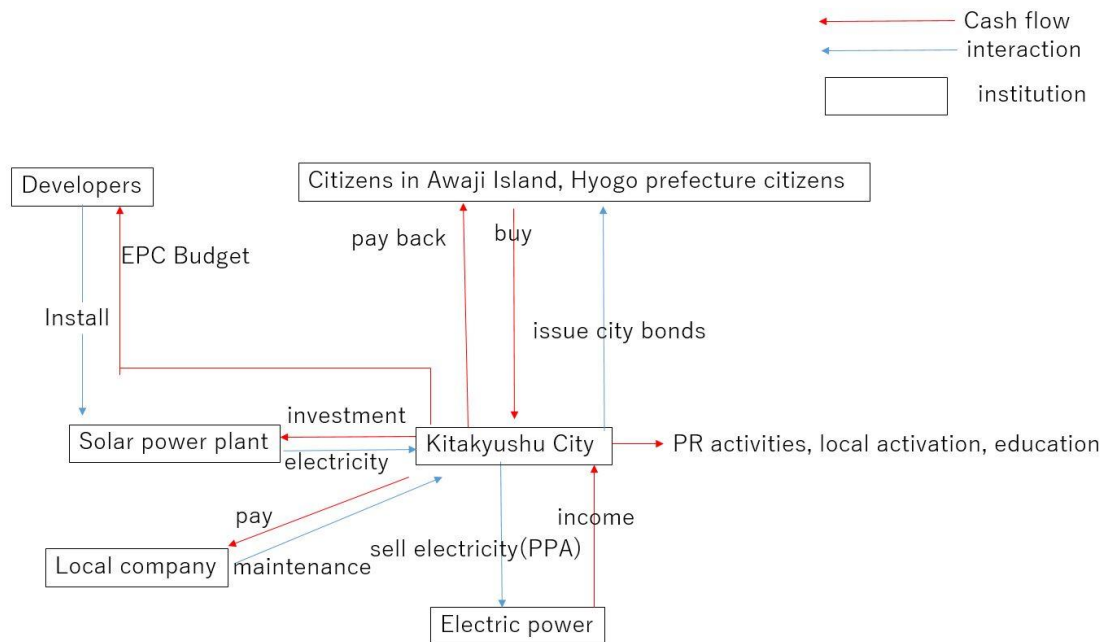 Cash flow
interaction
institution
Developers
Citizens in Awaji Island, Hyogo prefecture citizens
pay back
buy
EPC Budget
Install
issue city bonds
investment
Solar power plant
Kitakyushu City
PR activities, local activation, education
electricity
pay
income
sell electricity(PPA)
Local company
maintenance
Electric power